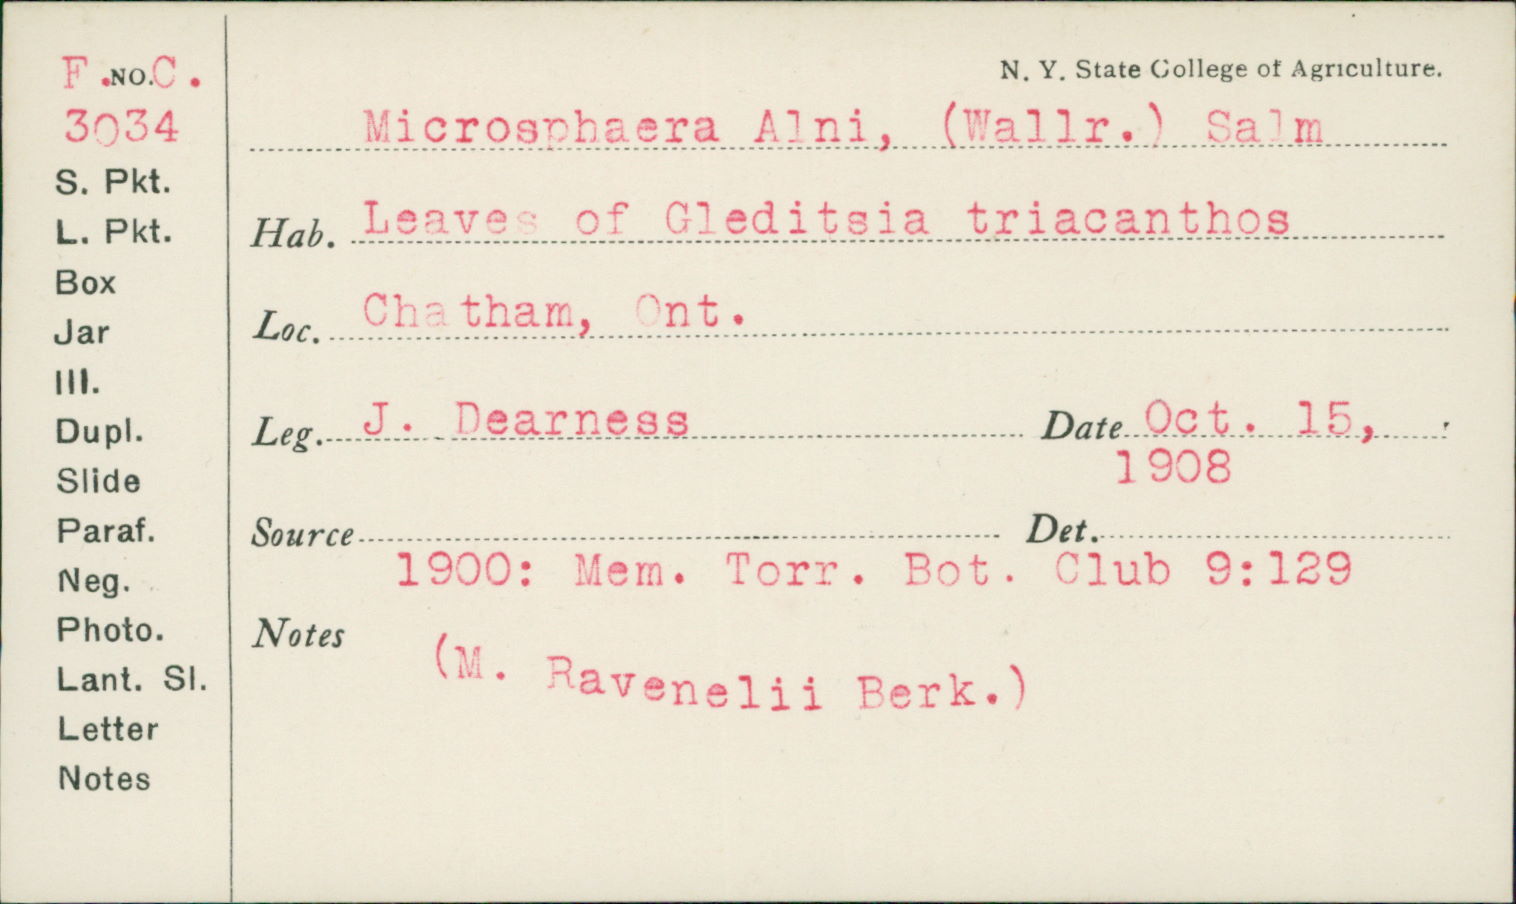 F. NO. C.
3034
S. Pkt.
L. Pkt.
Box
Jar
Ill.
Dupl.
Slide
Paraf.
Neg.
Photo.
Lant. Sl.
Letter
Notes
N. Y. State College of Agriculture.
Microsphaera Alni, (Wallr.) Salm
Hab. Leaves of Gleditsia triacanthos
Loc. Chatham, Ont.
Leg. J. Dearness Date Oct. 15,
1908
Source Det.
1900: Mem. Torr. Bot. Club 9:129
Notes
(M. Ravenelii Berk.)